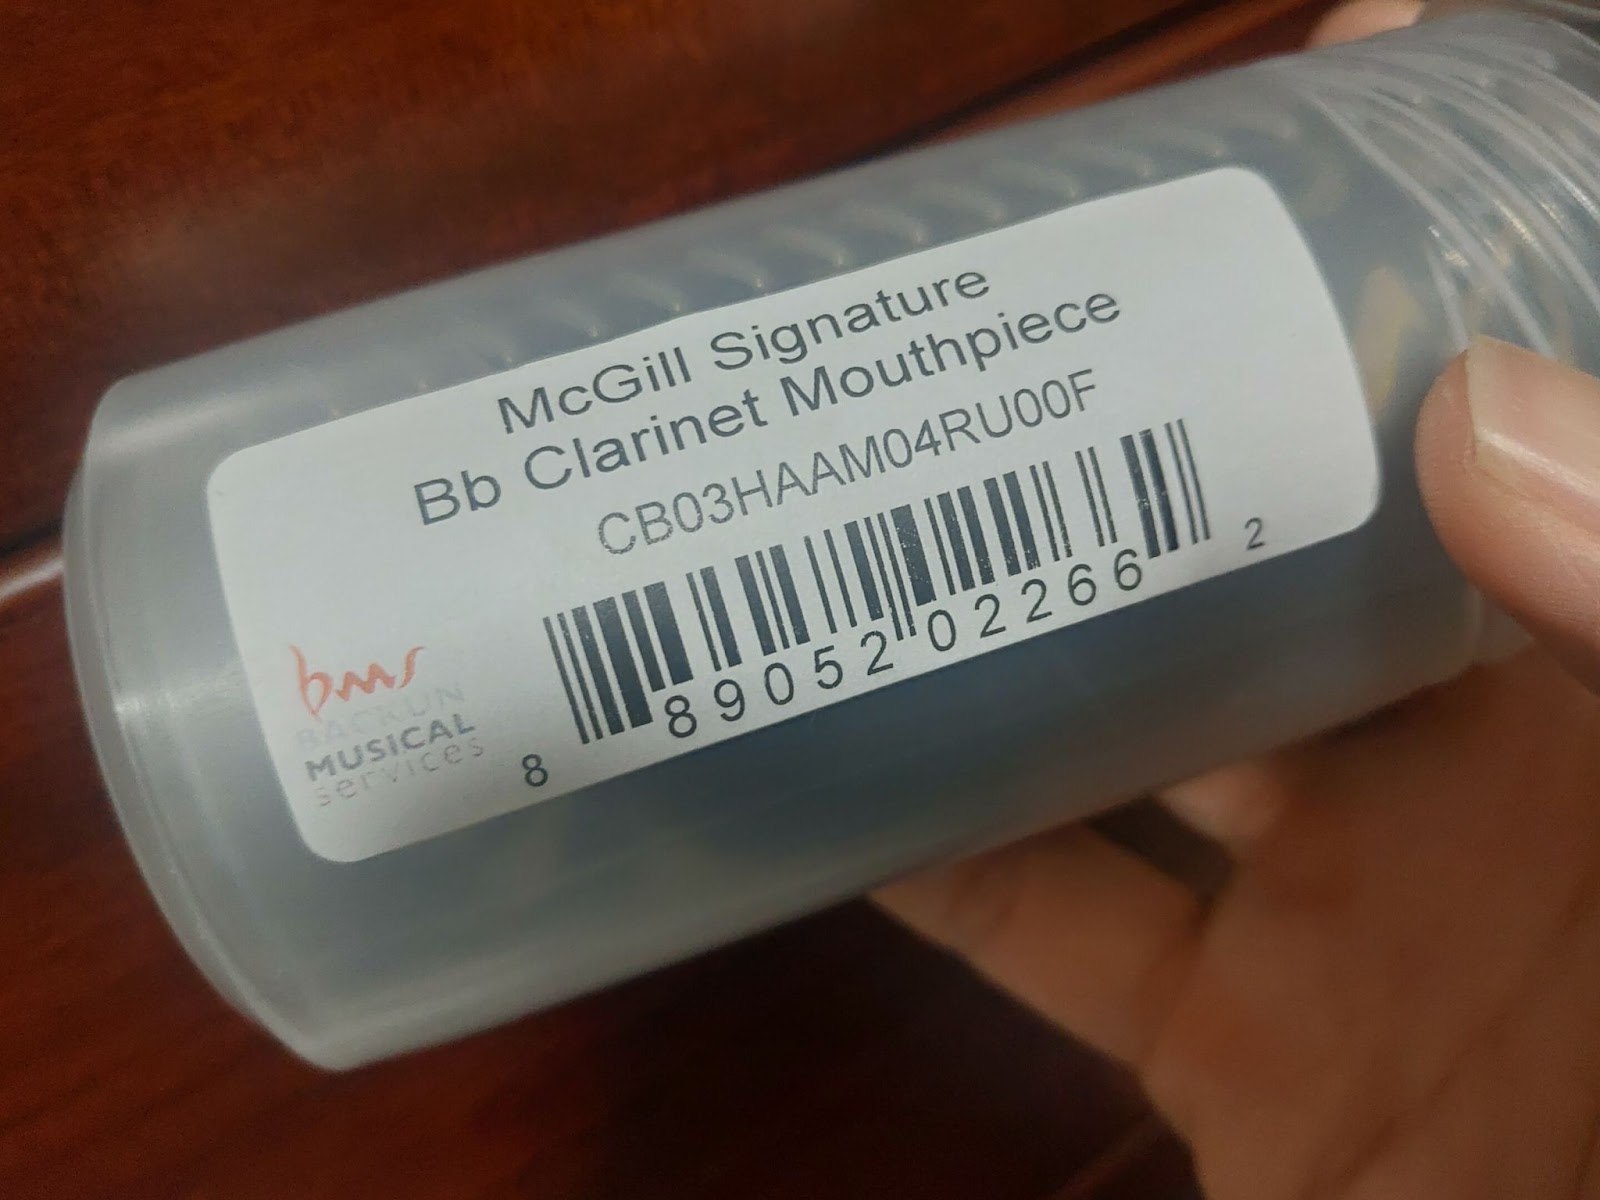 McGill Signature
Bb Clarinet Mouthpiece
CB03HAAM04RU00F
8 89052 02266 2
bms
BACKUN
MUSICAL
services